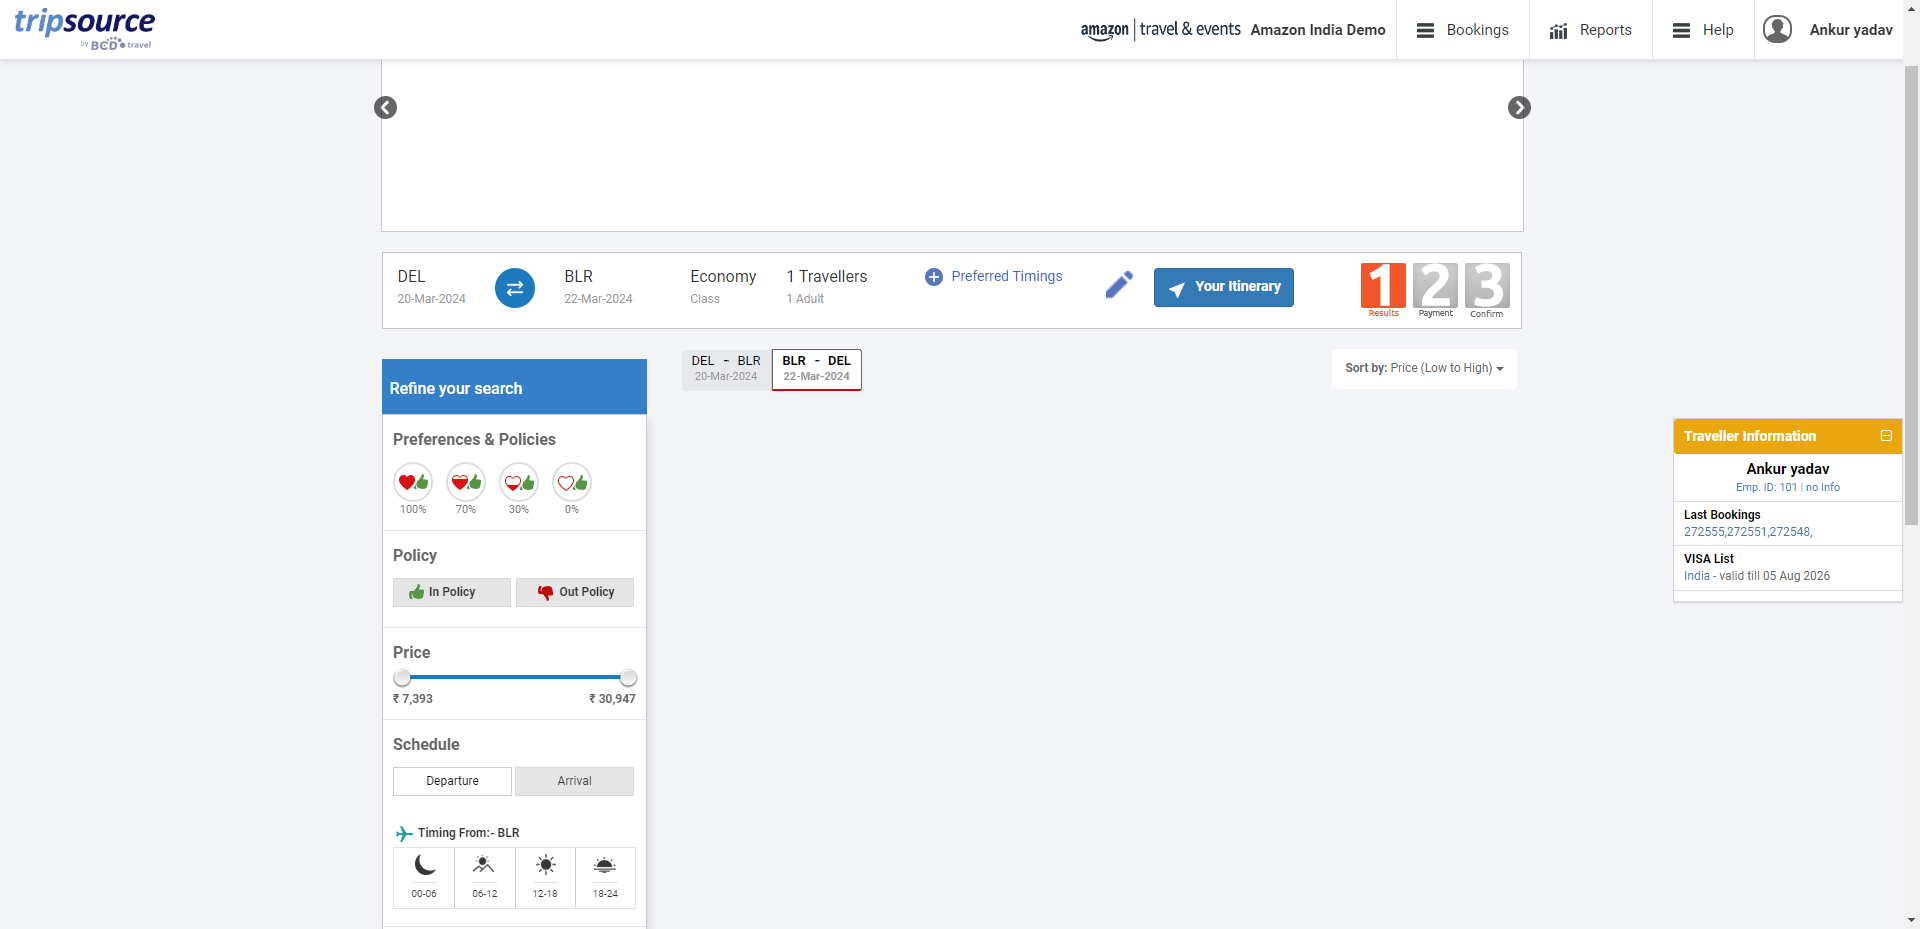 tripsource
by BCD travel
amazon | travel & events Amazon India Demo
Bookings
Reports
Help
Ankur yadav
DEL
20-Mar-2024
BLR
22-Mar-2024
Economy
Class
1 Travellers
1 Adult
Preferred Timings
Your Itinerary
1 2 3
Results Payment Confirm
DEL - BLR
20-Mar-2024
BLR - DEL
22-Mar-2024
Sort by: Price (Low to High)
Refine your search
Preferences & Policies
100% 70% 30% 0%
Policy
In Policy Out Policy
Price
₹ 7,393 ₹ 30,947
Schedule
Departure Arrival
Timing From:- BLR
00-06 06-12 12-18 18-24
Traveller Information
Ankur yadav
Emp. ID: 101 | no Info
Last Bookings
272555,272551,272548,
VISA List
India - valid till 05 Aug 2026